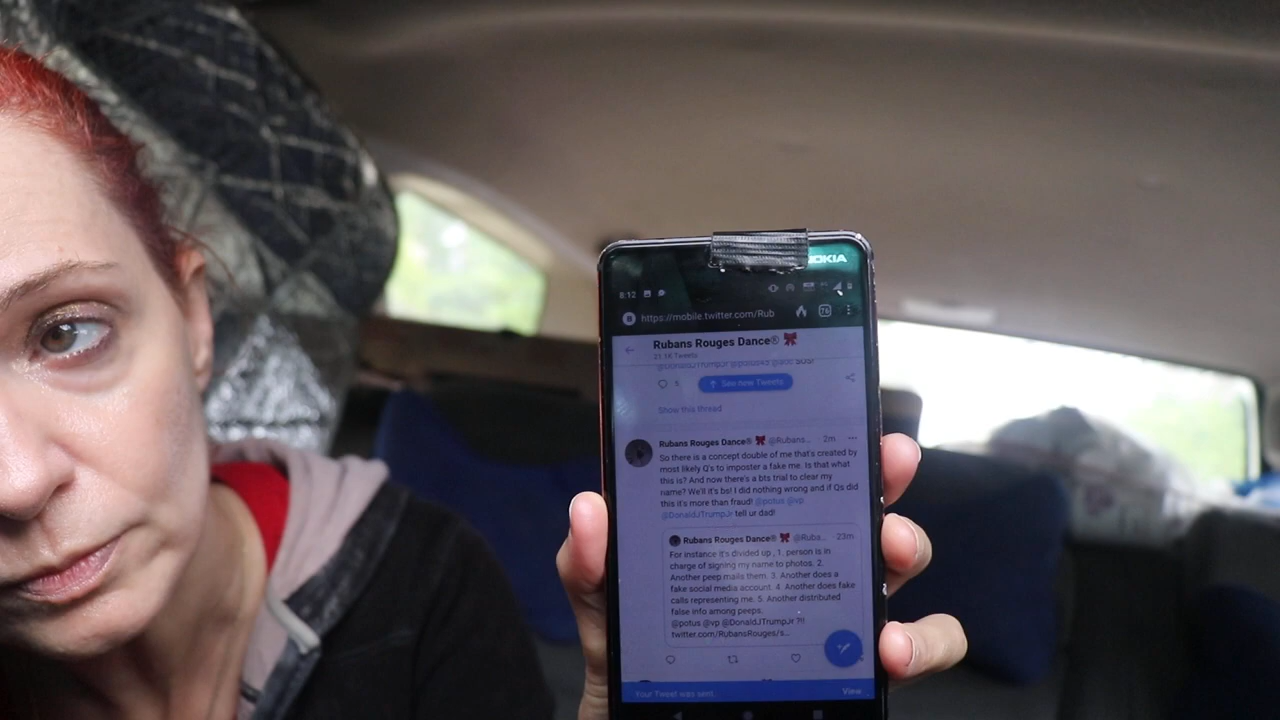 NOKIA
8:12
https://mobile.twitter.com/Rub
76
Rubans Rouges Dance®
21.1K Tweets
See new Tweets
Show this thread
Rubans Rouges Dance® @Rubans... 2m
So there is a concept double of me that's created by
most likely Q's to imposter a fake me. Is that what
this is? And now there's a bts trial to clear my
name? We'll it's bs! I did nothing wrong and if Qs did
this it's more than fraud! @potus @vp
@DonaldJTrumpJr tell ur dad!
Rubans Rouges Dance® @Ruba... 23m
For instance it's divided up , 1. person is in
charge of signing my name to photos. 2.
Another peep mails them. 3. Another does a
fake social media account. 4. Another does fake
calls representing me. 5. Another distributed
false info among peeps.
@potus @vp @DonaldJTrumpJr ?!!
twitter.com/RubansRouges/s...
Your Tweet was sent.
View